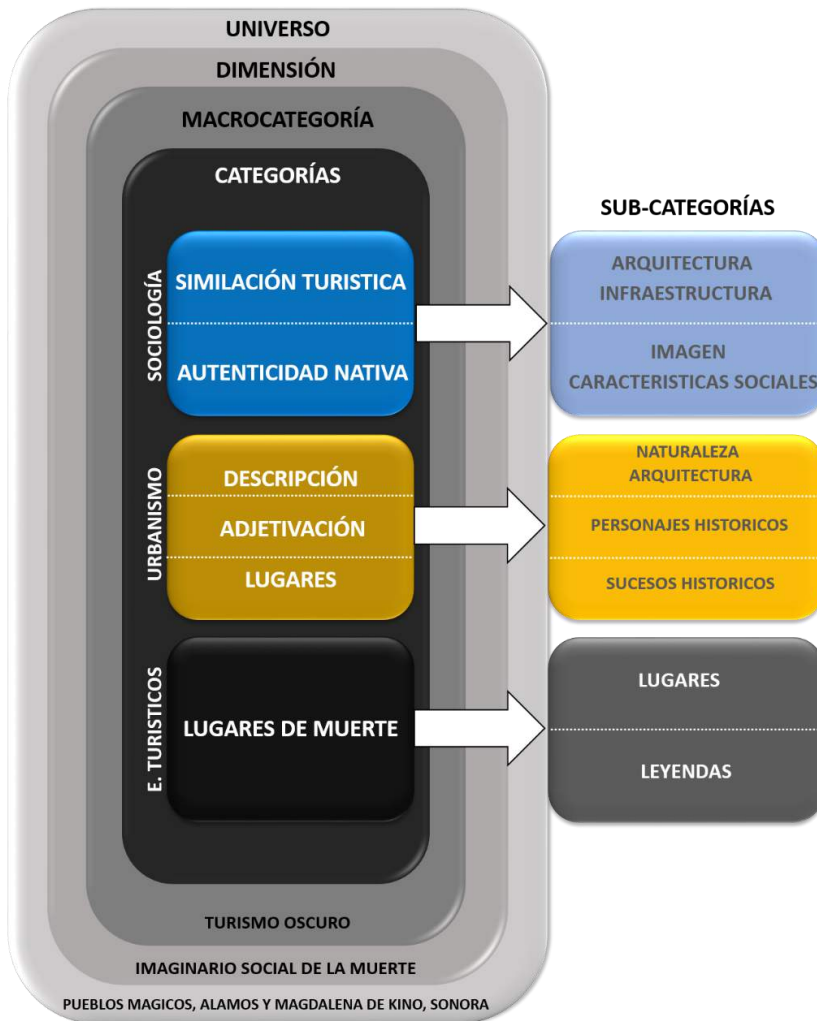 UNIVERSO
DIMENSIÓN
MACROCATEGORÍA
CATEGORÍAS
SUB-CATEGORÍAS
SOCIOLOGÍA
SIMILACIÓN TURISTICA
AUTENTICIDAD NATIVA
ARQUITECTURA
INFRAESTRUCTURA
IMAGEN
CARACTERISTICAS SOCIALES
URBANISMO
DESCRIPCIÓN
ADJETIVACIÓN
LUGARES
NATURALEZA
ARQUITECTURA
PERSONAJES HISTORICOS
SUCESOS HISTORICOS
E. TURISTICOS
LUGARES DE MUERTE
LUGARES
LEYENDAS
TURISMO OSCURO
IMAGINARIO SOCIAL DE LA MUERTE
PUEBLOS MAGICOS, ALAMOS Y MAGDALENA DE KINO, SONORA